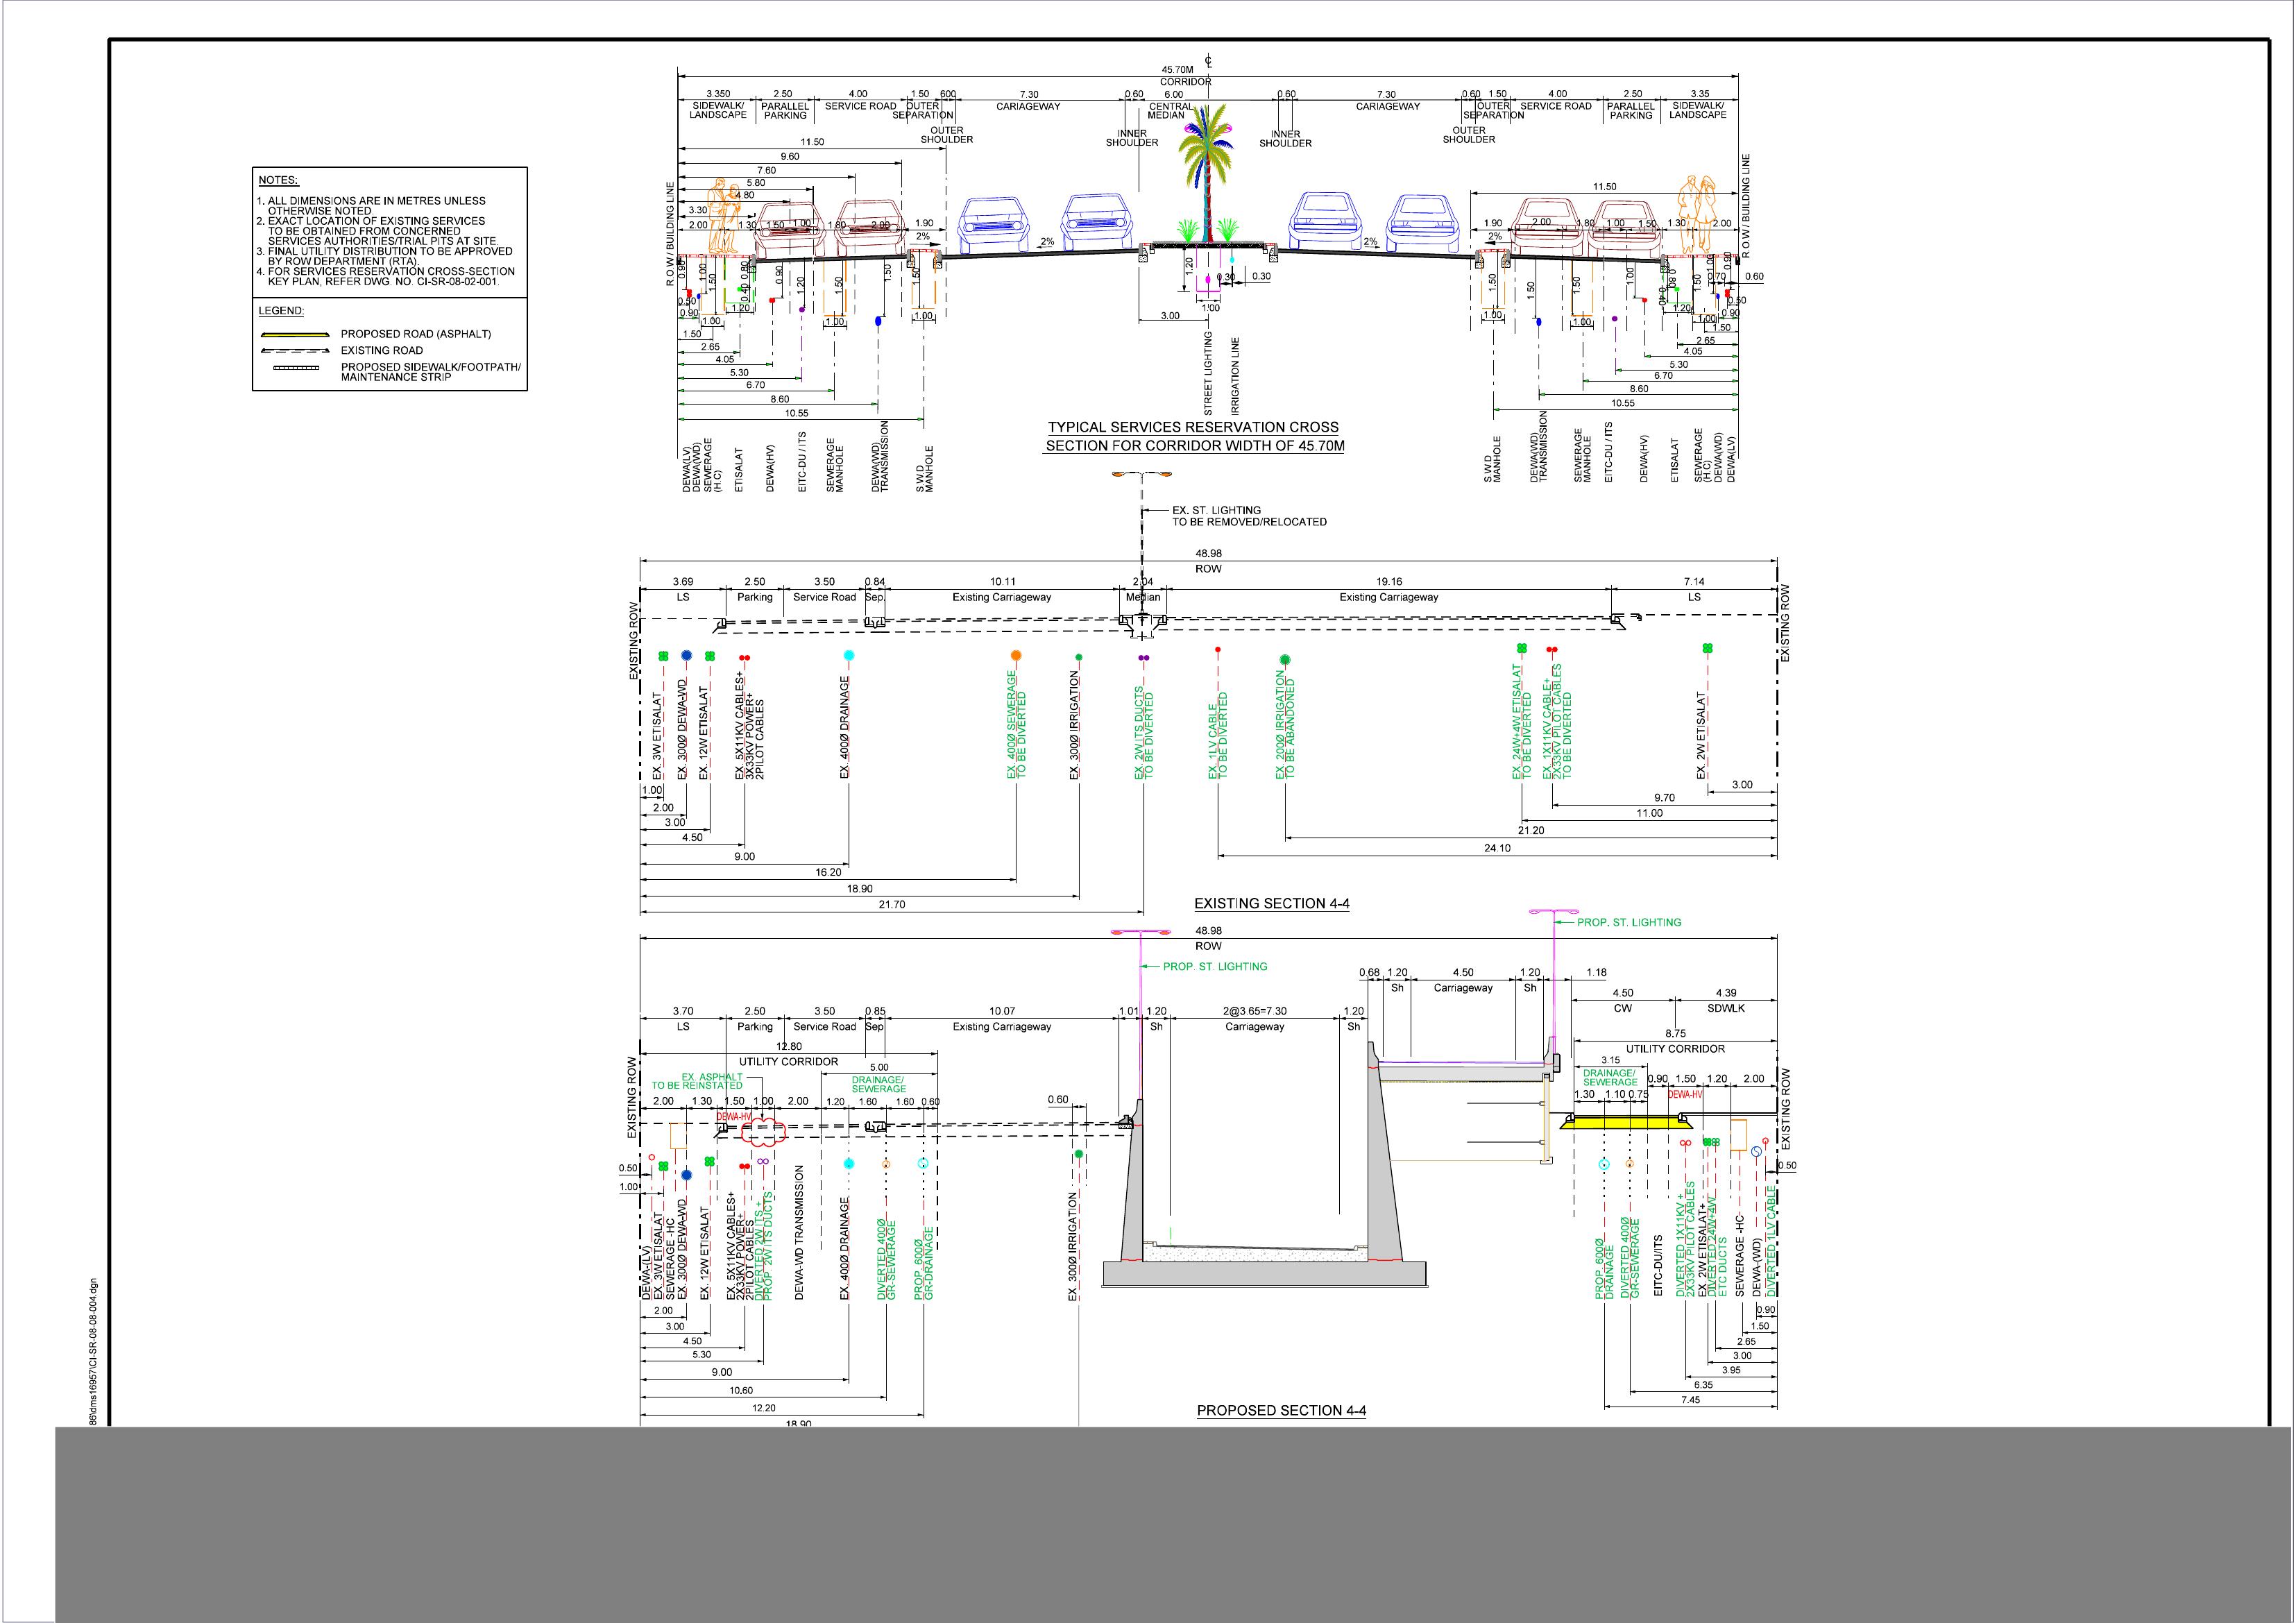 45.70M
CORRIDOR
3.350 2.50 4.00 1.50 600 7.30 0.60 6.00 0.60 7.30 0.60 1.50 4.00 2.50 3.35
SIDEWALK/ PARALLEL SERVICE ROAD OUTER CARIAGEWAY CENTRAL CARIAGEWAY OUTER SERVICE ROAD PARALLEL SIDEWALK/
LANDSCAPE PARKING SEPARATION MEDIAN SEPARATION PARKING LANDSCAPE
OUTER INNER INNER OUTER
SHOULDER SHOULDER SHOULDER SHOULDER
11.50
9.60
7.60
5.80
4.80
3.30
2.00 1.30 1.50 1.00 1.80 2.00 1.90
2% 2% 2% 2%
11.50
1.90 2.00 1.80 1.00 1.50 1.30 2.00
R.O.W/BUILDING LINE
R.O.W/BUILDING LINE
0.90 1.00 1.50 0.80 0.40 0.90 1.20 1.50 1.50 1.50 1.20 0.30 0.30
1.50 1.50 1.50 1.00 0.40 0.80 1.50 1.00 0.70 0.90 0.60
0.50 1.20 0.50
0.90 1.00 1.00 1.00 1.00 1.00 1.00 1.20 1.00 0.90
1.50 3.00 1.50
2.65 2.65
4.05 4.05
5.30 5.30
6.70 6.70
8.60 8.60
10.55 10.55
STREET LIGHTING
IRRIGATION LINE
TYPICAL SERVICES RESERVATION CROSS
SECTION FOR CORRIDOR WIDTH OF 45.70M
DEWA(LV)
DEWA(WD)
SEWERAGE
(H.C)
ETISALAT
DEWA(HV)
EITC-DU / ITS
SEWERAGE
MANHOLE
DEWA(WD)
TRANSMISSION
S.W.D
MANHOLE
S.W.D
MANHOLE
DEWA(WD)
TRANSMISSION
SEWERAGE
MANHOLE
EITC-DU / ITS
DEWA(HV)
ETISALAT
SEWERAGE
(H.C)
DEWA(WD)
DEWA(LV)
NOTES:
1. ALL DIMENSIONS ARE IN METRES UNLESS
OTHERWISE NOTED.
2. EXACT LOCATION OF EXISTING SERVICES
TO BE OBTAINED FROM CONCERNED
SERVICES AUTHORITIES/TRIAL PITS AT SITE.
3. FINAL UTILITY DISTRIBUTION TO BE APPROVED
BY ROW DEPARTMENT (RTA).
4. FOR SERVICES RESERVATION CROSS-SECTION
KEY PLAN, REFER DWG. NO. CI-SR-08-02-001.
LEGEND:
PROPOSED ROAD (ASPHALT)
EXISTING ROAD
PROPOSED SIDEWALK/FOOTPATH/
MAINTENANCE STRIP
EX. ST. LIGHTING
TO BE REMOVED/RELOCATED
48.98
ROW
3.69 2.50 3.50 0.84 10.11 2.04 19.16 7.14
LS Parking Service Road Sep. Existing Carriageway Median Existing Carriageway LS
EXISTING ROW
EXISTING ROW
EX. 3W ETISALAT
EX. 300Ø DEWA-WD
EX. 12W ETISALAT
EX. 5X11KV CABLES+
3X33KV POWER+
2PILOT CABLES
EX. 400Ø DRAINAGE
EX. 400Ø SEWERAGE
TO BE DIVERTED
EX. 300Ø IRRIGATION
EX. 2W ITS DUCTS
TO BE DIVERTED
EX. 1LV CABLE
TO BE DIVERTED
EX. 200Ø IRRIGATION
TO BE ABANDONED
EX. 24W+4W ETISALAT
TO BE DIVERTED
EX. 1X11KV CABLE+
2X33KV PILOT CABLES
TO BE DIVERTED
EX. 2W ETISALAT
1.00 3.00
2.00 9.70
3.00 11.00
4.50 21.20
9.00 24.10
16.20
18.90
21.70
EXISTING SECTION 4-4
PROP. ST. LIGHTING
48.98
ROW
PROP. ST. LIGHTING
0.68 1.20 4.50 1.20 1.18
Sh Carriageway Sh
4.50 4.39
CW SDWLK
3.70 2.50 3.50 0.85 10.07 1.01 1.20 2@3.65=7.30 1.20
LS Parking Service Road Sep. Existing Carriageway Sh Carriageway Sh
12.80 8.75
UTILITY CORRIDOR UTILITY CORRIDOR
5.00 3.15
EX. ASPHALT
TO BE REINSTATED
DRAINAGE/
SEWERAGE
DRAINAGE/
SEWERAGE
2.00 1.30 1.50 1.00 2.00 1.20 1.60 1.60 0.60 0.60
1.30 1.10 0.75 0.90 1.50 1.20 2.00
DEWA-HV DEWA-HV
EXISTING ROW
EXISTING ROW
0.50 0.50
1.00
DEWA-(LV)
EX. 3W ETISALAT
SEWERAGE -HC
EX. 300Ø DEWA-WD
EX. 12W ETISALAT
EX. 5X11KV CABLES+
2X33KV POWER+
2PILOT CABLES
DIVERTED 2W ITS +
PROP. 2W ITS DUCTS
DEWA-WD TRANSMISSION
EX. 400Ø DRAINAGE
DIVERTED 400Ø
GR-SEWERAGE
PROP. 600Ø
GR-DRAINAGE
EX. 300Ø IRRIGATION
PROP. 600Ø
DRAINAGE
DIVERTED 400Ø
GR-SEWERAGE
EITC-DU/ITS
DIVERTED 1X11KV +
2X33KV PILOT CABLES
EX. 2W ETISALAT+
DIVERTED 24W+4W
ETC DUCTS
SEWERAGE -HC
DEWA-(WD)
DIVERTED 1LV CABLE
2.00 0.90
3.00 1.50
4.50 2.65
5.30 3.00
9.00 3.95
10.60 6.35
12.20 7.45
18.90
PROPOSED SECTION 4-4
86\dms16957\CI-SR-08-08-004.dgn